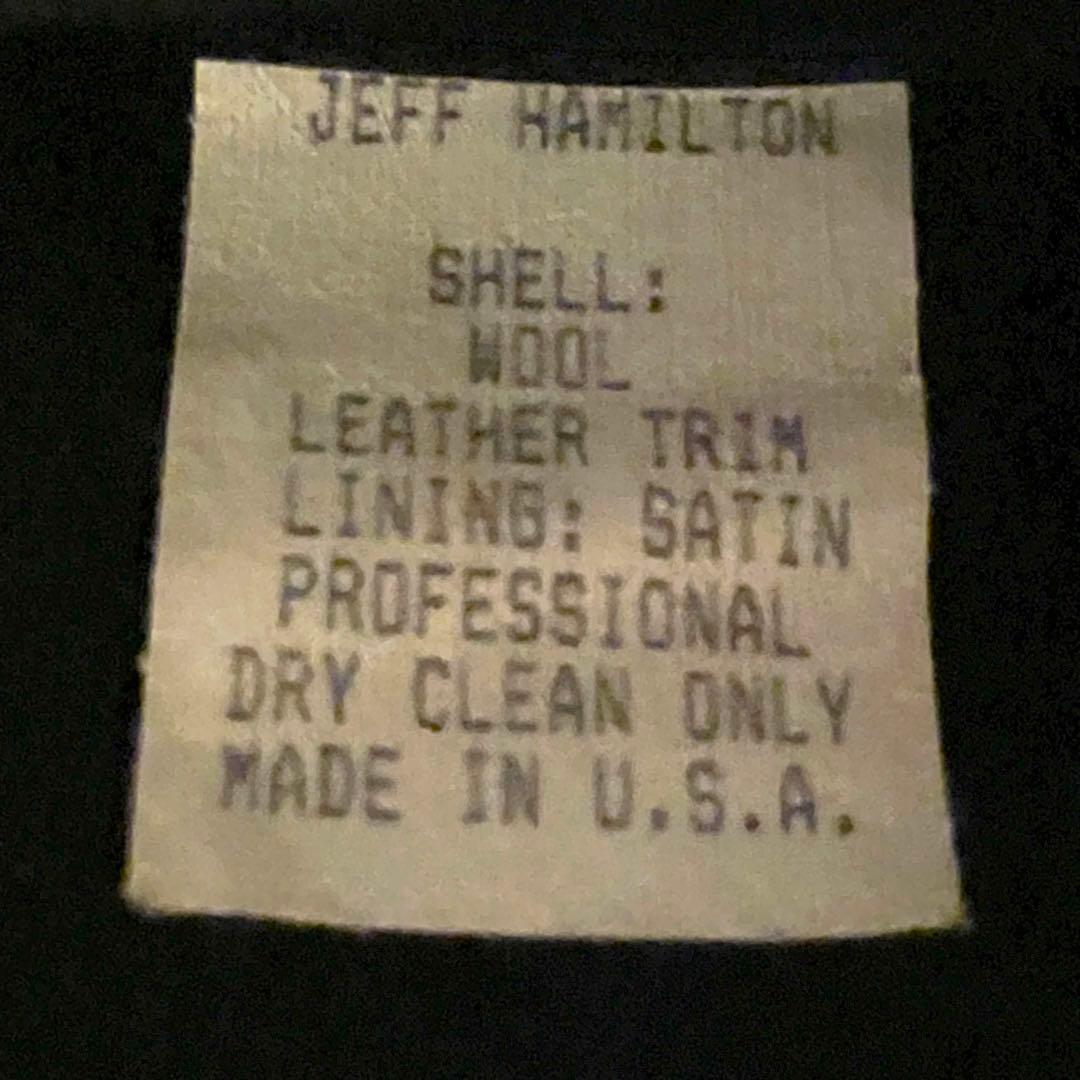 JEFF HAMILTON
SHELL:
WOOL
LEATHER TRIM
LINING: SATIN
PROFESSIONAL
DRY CLEAN ONLY
MADE IN U.S.A.